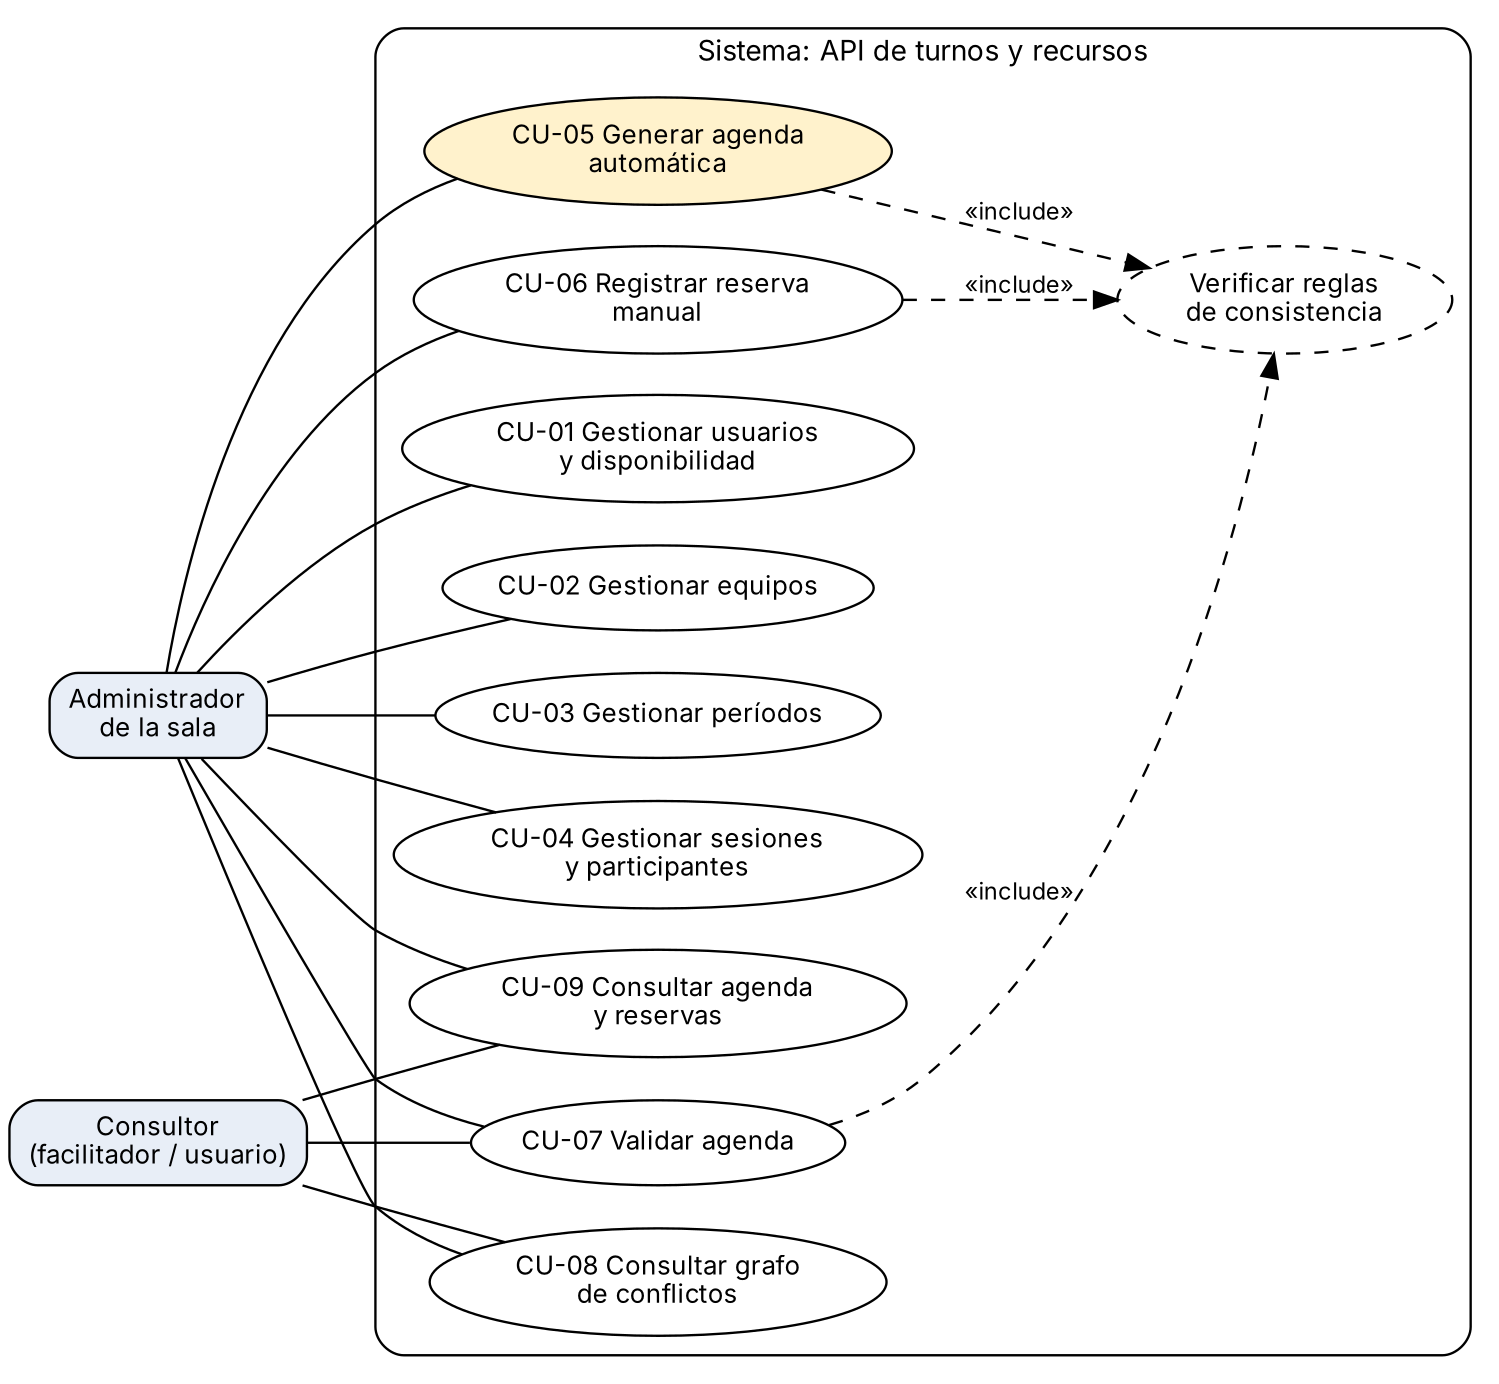 Sistema: API de turnos y recursos
CU-05 Generar agenda
automática
«include»
CU-06 Registrar reserva
manual
«include»
Verificar reglas
de consistencia
CU-01 Gestionar usuarios
y disponibilidad
CU-02 Gestionar equipos
Administrador
de la sala
CU-03 Gestionar períodos
CU-04 Gestionar sesiones
y participantes
«include»
CU-09 Consultar agenda
y reservas
Consultor
(facilitador / usuario)
CU-07 Validar agenda
CU-08 Consultar grafo
de conflictos